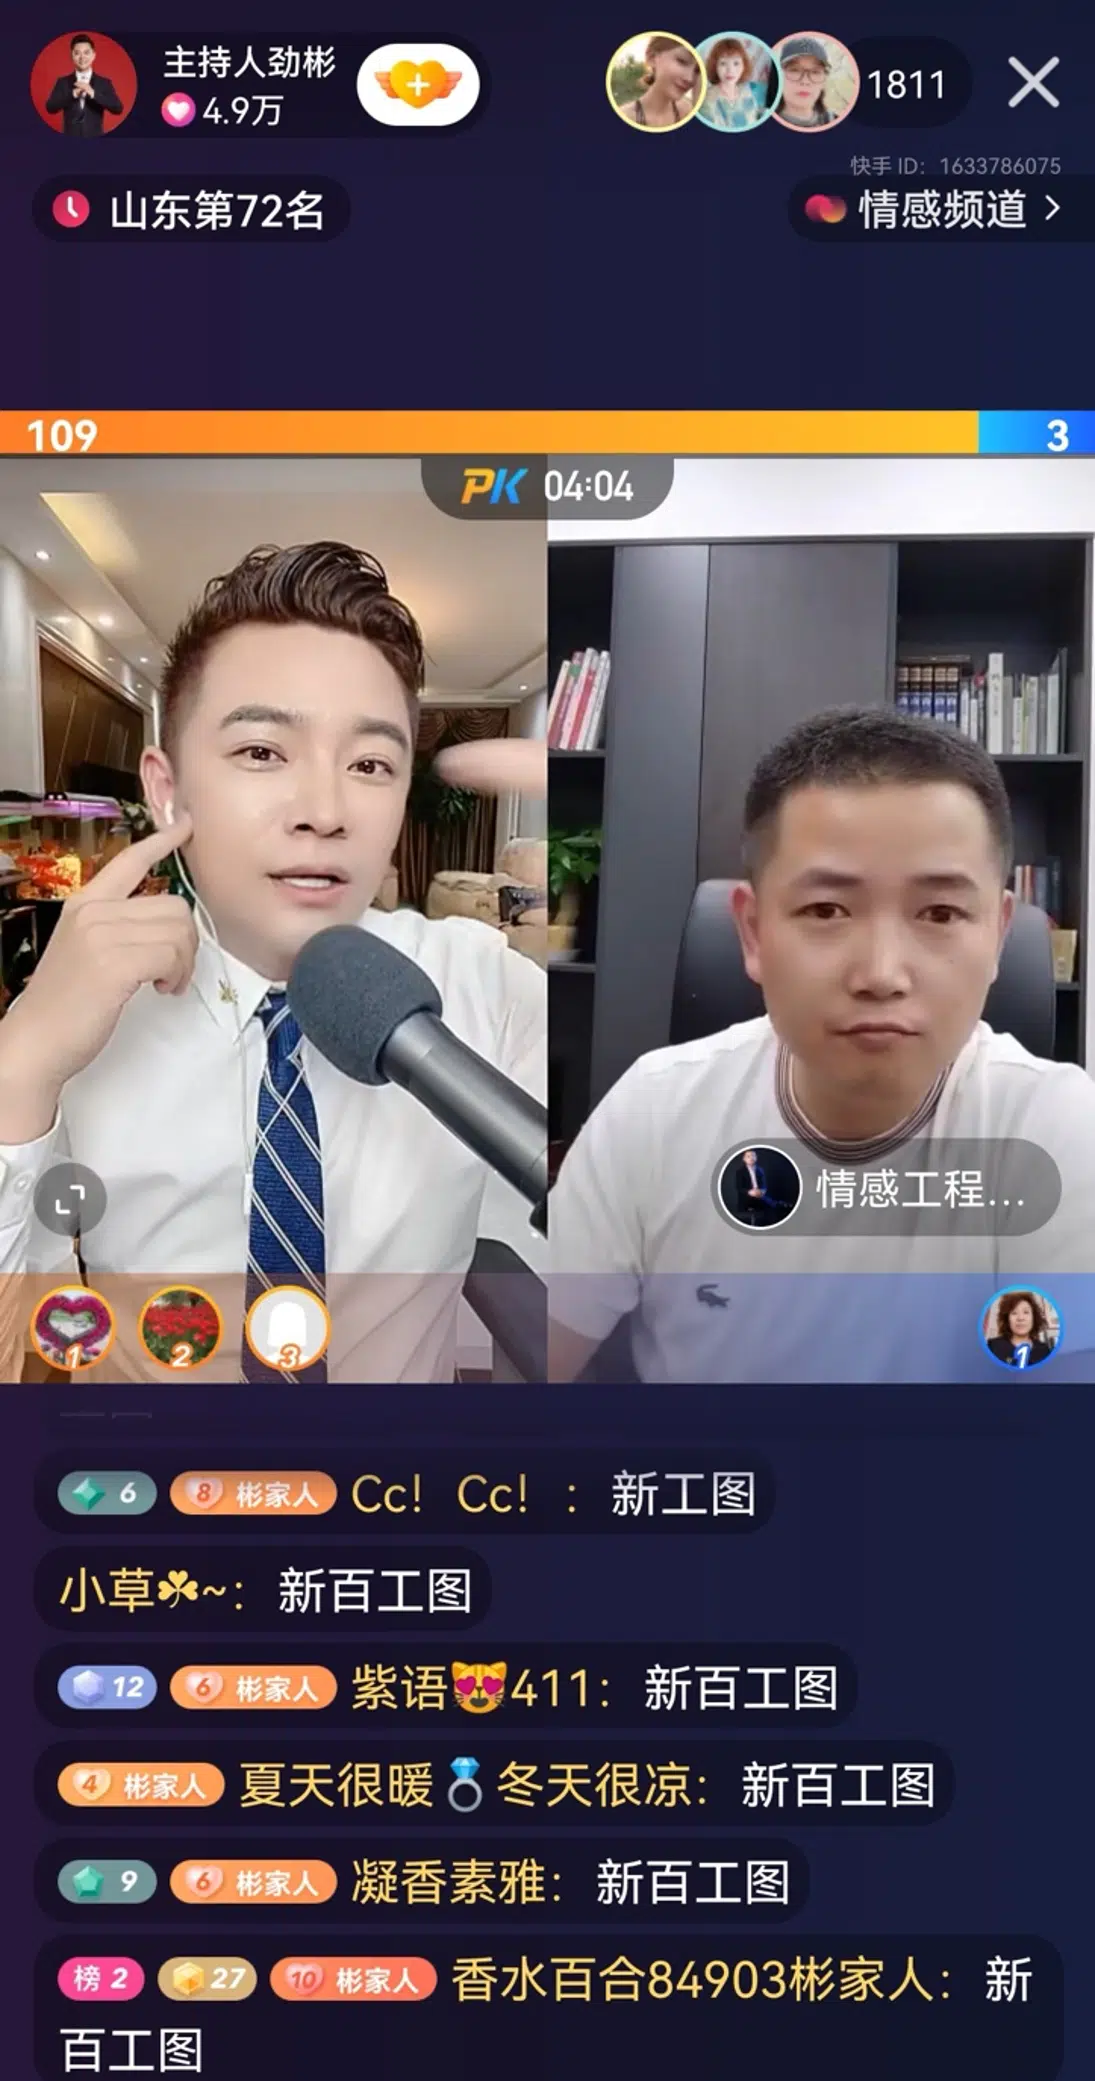 主持人劲彬
4.9万
1811
快手 ID: 1633786075
山东第72名
情感频道
109
3
PK 04:04
情感工程...
1
2
3
1
6 8 彬家人 Cc! Cc! : 新工图
小草☘~: 新百工图
12 6 彬家人 紫语😻411: 新百工图
4 彬家人 夏天很暖💍冬天很凉: 新百工图
9 6 彬家人 凝香素雅: 新百工图
榜 2 27 10 彬家人 香水百合84903彬家人: 新
百工图